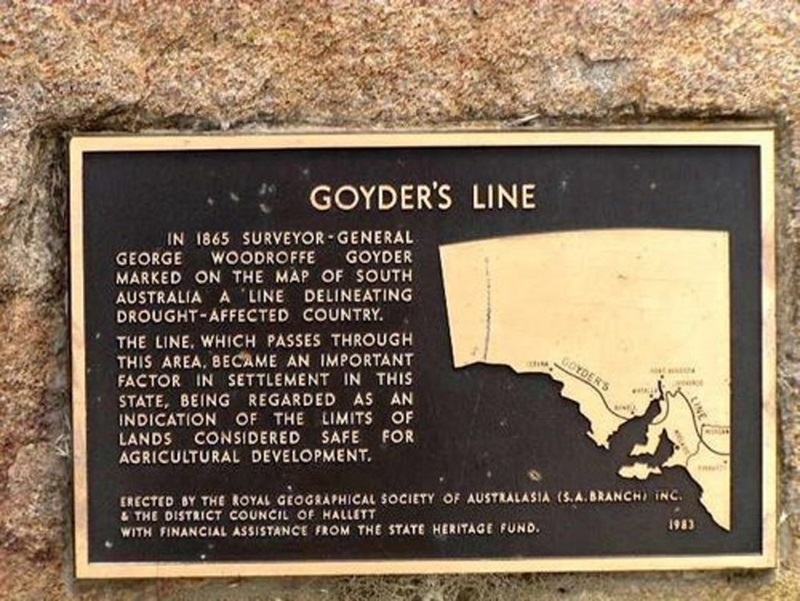 GOYDER'S LINE
IN 1865 SURVEYOR-GENERAL
GEORGE WOODROFFE GOYDER
MARKED ON THE MAP OF SOUTH
AUSTRALIA A LINE DELINEATING
DROUGHT-AFFECTED COUNTRY.
THE LINE, WHICH PASSES THROUGH
THIS AREA, BECAME AN IMPORTANT
FACTOR IN SETTLEMENT IN THIS
STATE, BEING REGARDED AS AN
INDICATION OF THE LIMITS OF
LANDS CONSIDERED SAFE FOR
AGRICULTURAL DEVELOPMENT.
GOYDER'S
LINE
PORT AUGUSTA
ERECTED BY THE ROYAL GEOGRAPHICAL SOCIETY OF AUSTRALASIA (S.A. BRANCH) INC.
& THE DISTRICT COUNCIL OF HALLETT
WITH FINANCIAL ASSISTANCE FROM THE STATE HERITAGE FUND.
1983